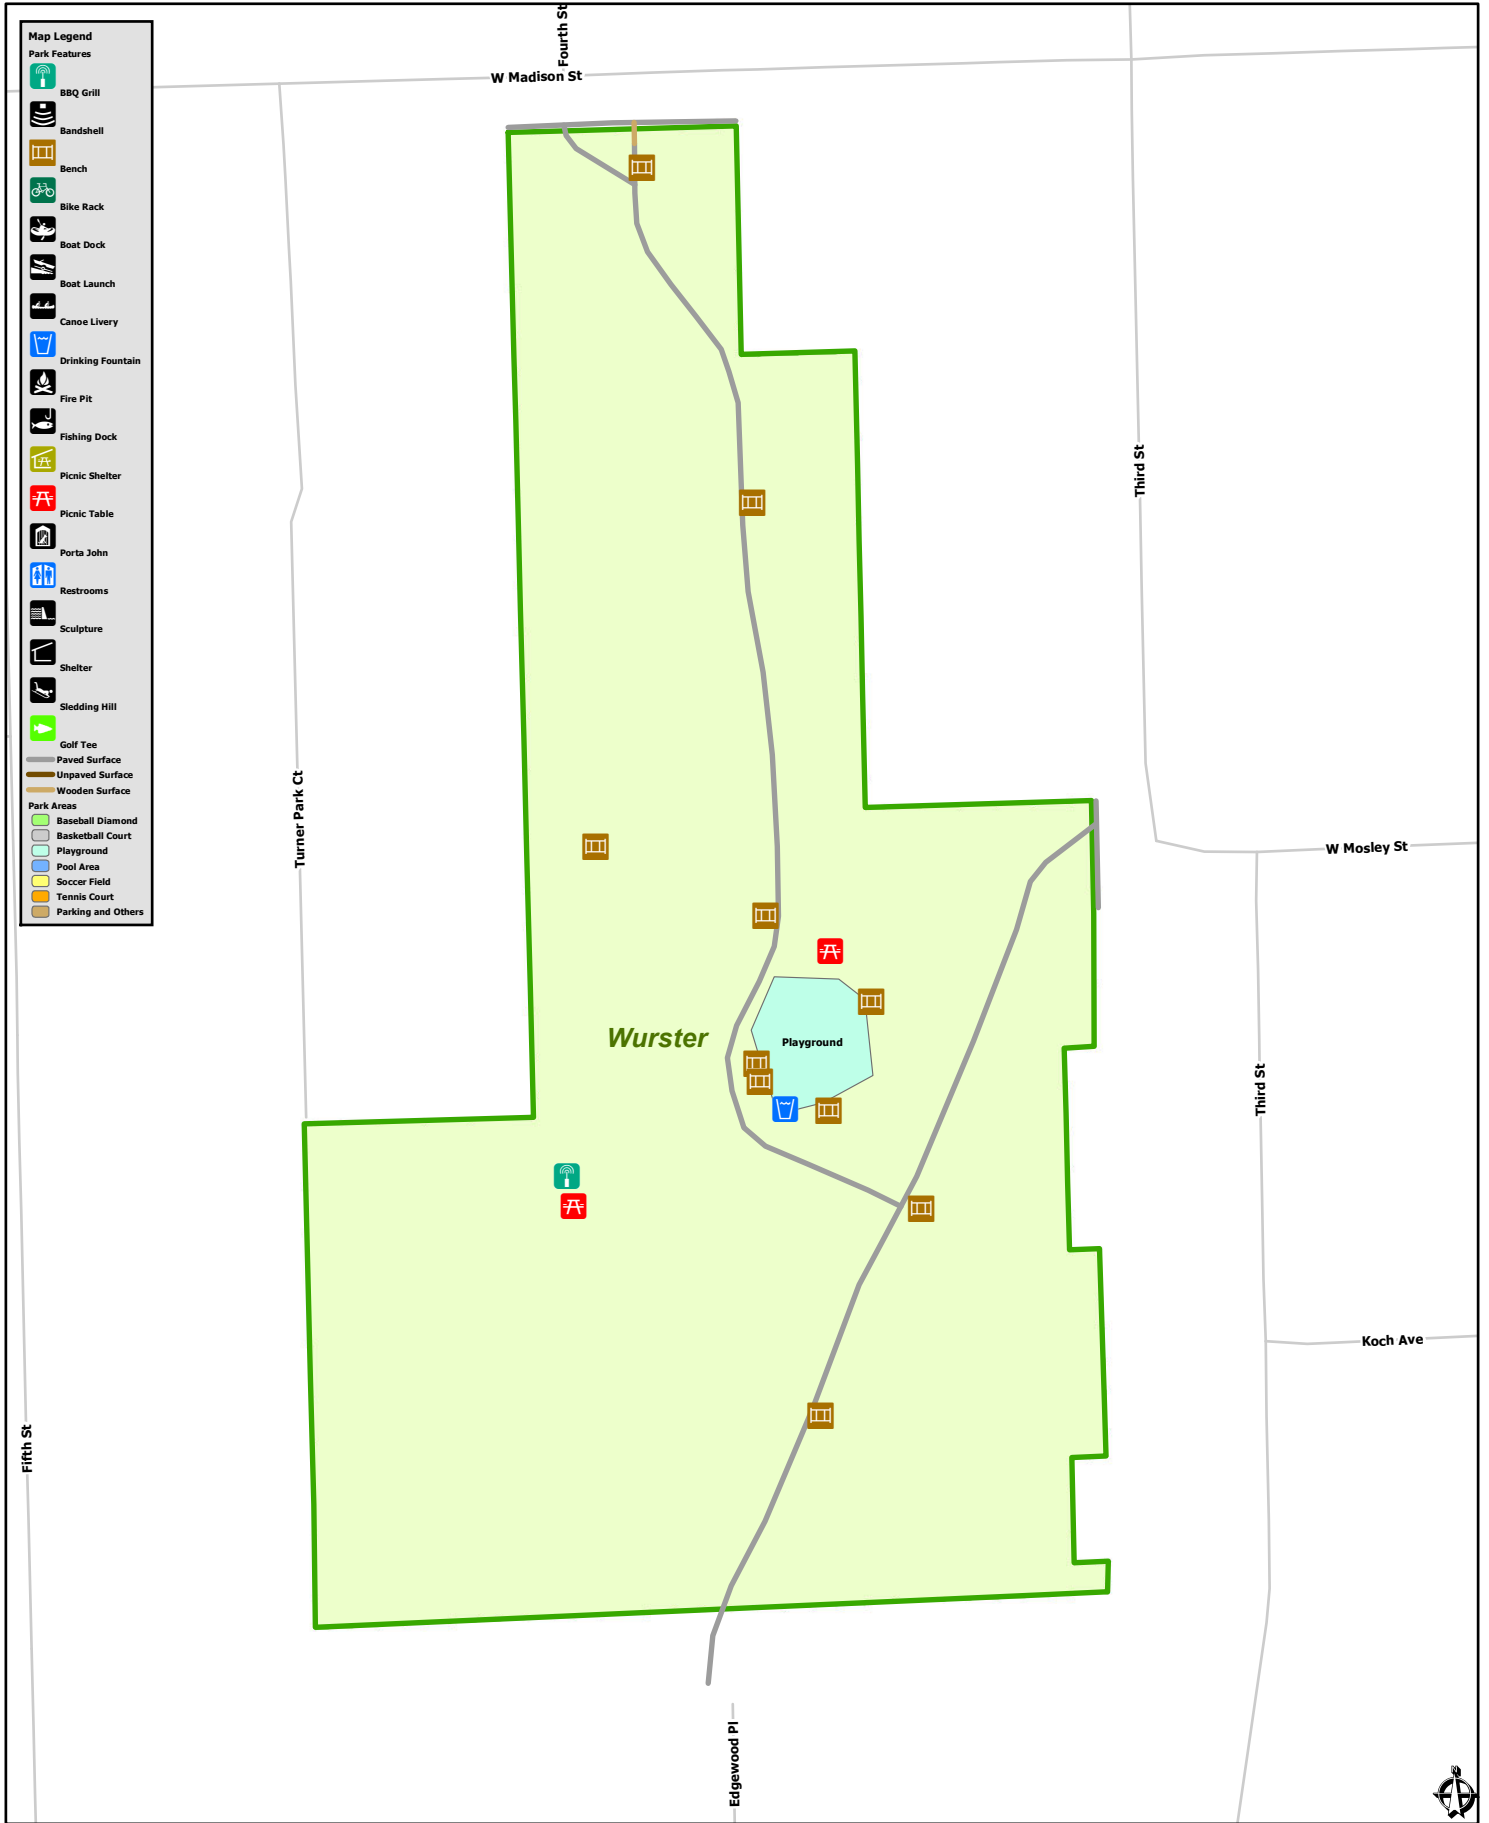 Fourth St
W Madison St
Map Legend
Park Features
BBQ Grill
Bandshell
Bench
Bike Rack
Boat Dock
Boat Launch
Canoe Livery
Drinking Fountain
Fire Pit
Fishing Dock
Picnic Shelter
Picnic Table
Porta John
Restrooms
Sculpture
Shelter
Sledding Hill
Golf Tee
Paved Surface
Unpaved Surface
Wooden Surface
Park Areas
Baseball Diamond
Basketball Court
Playground
Pool Area
Soccer Field
Tennis Court
Parking and Others
Third St
Turner Park Ct
W Mosley St
Wurster
Playground
Third St
Koch Ave
Fifth St
Edgewood Pl
N